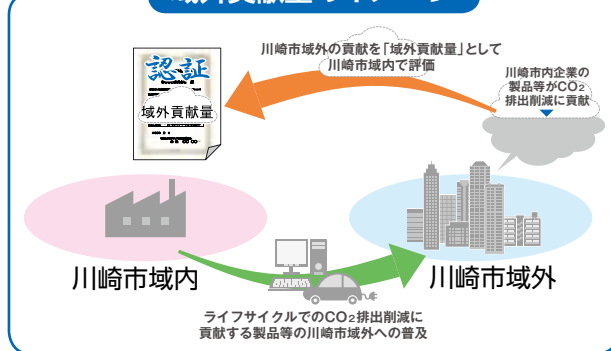 川崎市域外の貢献を「域外貢献量」として
川崎市域内で評価
川崎市内企業の
製品等がCO2
排出削減に貢献
認証
域外貢献量
川崎市域内
川崎市域外
ライフサイクルでのCO2排出削減に
貢献する製品等の川崎市域外への普及